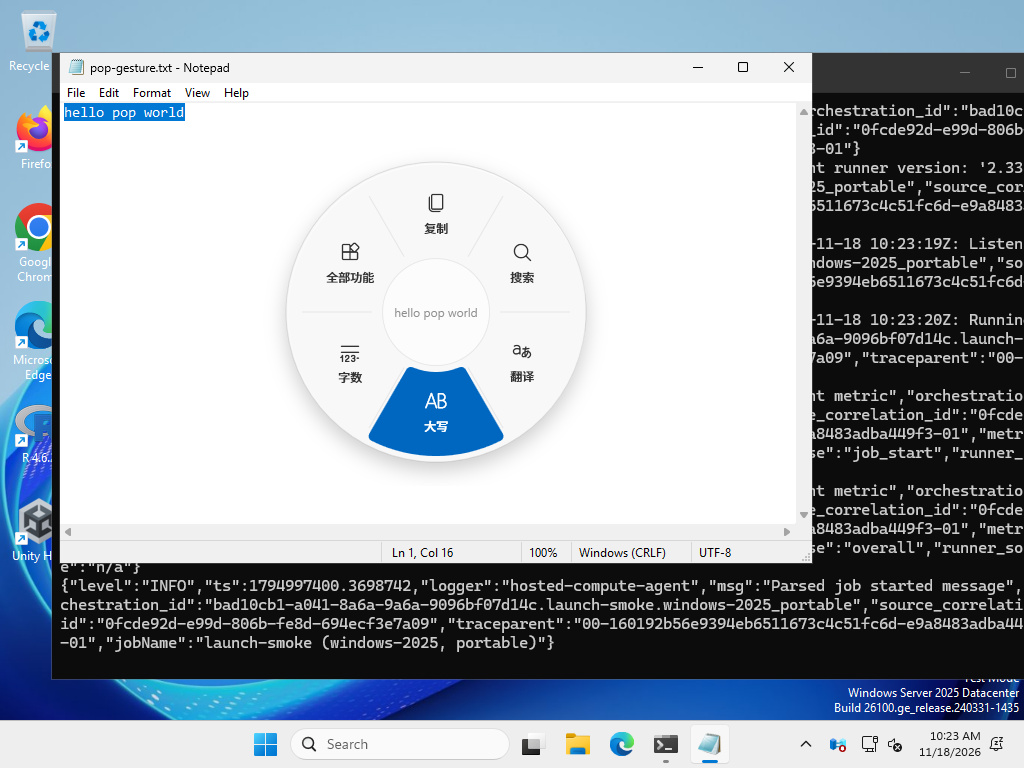 Recycle
Firefo
Googl
Chrom
Micros
Edge
R 4.6.
Unity H
pop-gesture.txt - Notepad
File Edit Format View Help
hello pop world
复制
全部功能
搜索
hello pop world
字数
翻译
AB
大写
Ln 1, Col 16
100%
Windows (CRLF)
UTF-8
rchestration_id":"bad10c
_id":"0fcde92d-e99d-806b
3-01"}
nt runner version: '2.33
25_portable","source_cor
6511673c4c51fc6d-e9a8483
-11-18 10:23:19Z: Listen
ndows-2025_portable","so
6e9394eb6511673c4c51fc6d
-11-18 10:23:20Z: Runnin
a6a-9096bf07d14c.launch-
7a09","traceparent":"00-
nt metric","orchestratio
e_correlation_id":"0fcde
a8483adba449f3-01","metr
se":"job_start","runner_
nt metric","orchestratio
e_correlation_id":"0fcde
a8483adba449f3-01","metr
se":"overall","runner_so
e":"n/a"}
{"level":"INFO","ts":1794997400.3698742,"logger":"hosted-compute-agent","msg":"Parsed job started message",
chestration_id":"bad10cb1-a041-8a6a-9a6a-9096bf07d14c.launch-smoke.windows-2025_portable","source_correlati
id":"0fcde92d-e99d-806b-fe8d-694ecf3e7a09","traceparent":"00-160192b56e9394eb6511673c4c51fc6d-e9a8483adba44
-01","jobName":"launch-smoke (windows-2025, portable)"}
Test Mode
Windows Server 2025 Datacenter
Build 26100.ge_release.240331-1435
Search
10:23 AM
11/18/2026